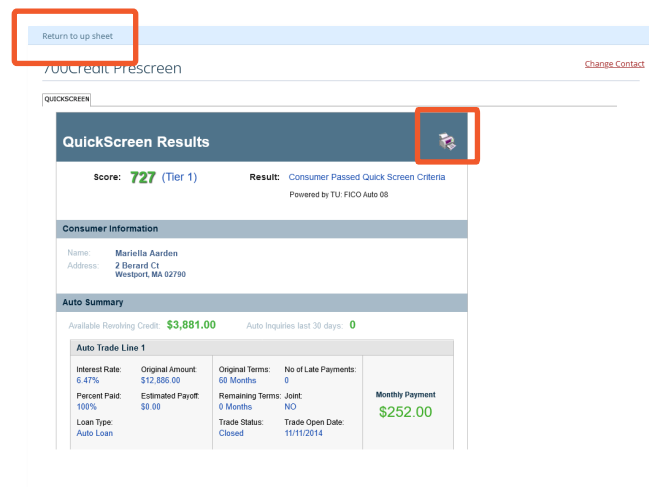 Return to up sheet
700Credit Prescreen
Change Contact
QUICKSCREEN
QuickScreen Results
Score: 727 (Tier 1)
Result: Consumer Passed Quick Screen Criteria
Powered by TU: FICO Auto 08
Consumer Information
Name: Mariella Aarden
Address: 2 Berard Ct
Westport, MA 02790
Auto Summary
Available Revolving Credit: $3,881.00 Auto Inquiries last 30 days: 0
Auto Trade Line 1
Interest Rate: Original Amount: Original Terms: No of Late Payments:
6.47% $12,886.00 60 Months 0
Percent Paid: Estimated Payoff: Remaining Terms: Joint: Monthly Payment
100% $0.00 0 Months NO $252.00
Loan Type: Trade Status: Trade Open Date:
Auto Loan Closed 11/11/2014